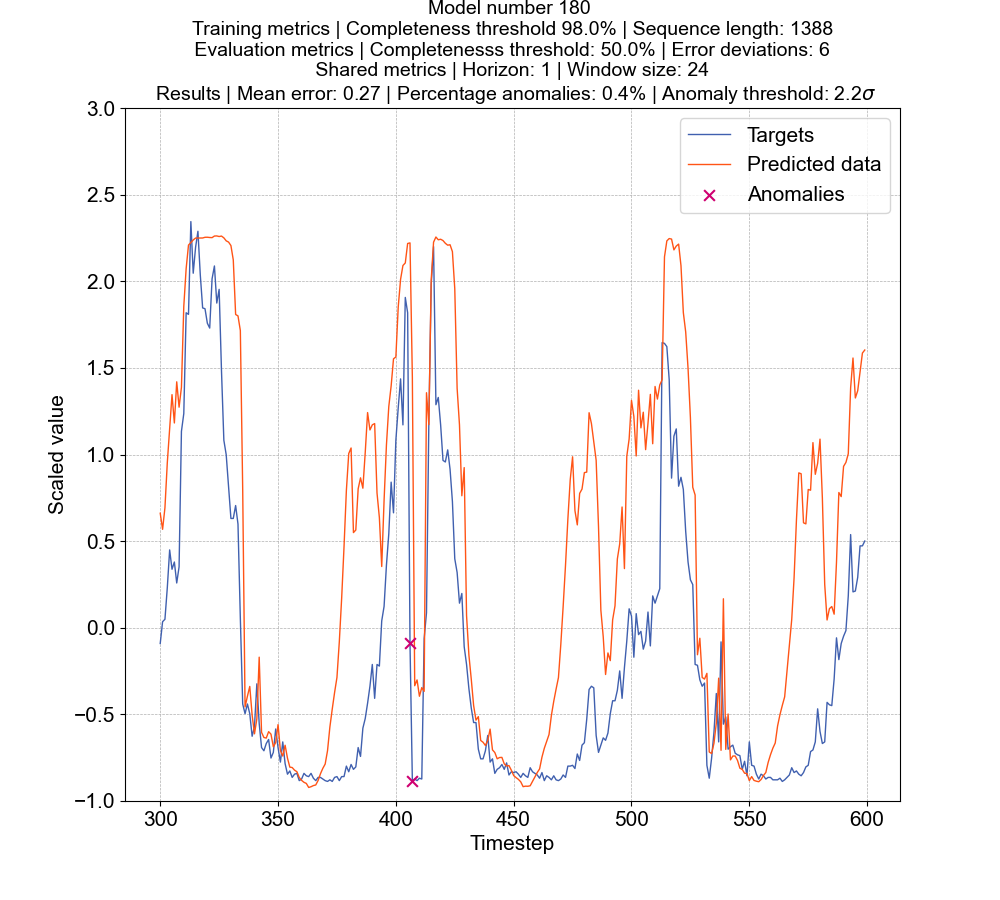 Model number 180
Training metrics | Completeness threshold 98.0% | Sequence length: 1388
Evaluation metrics | Completenesss threshold: 50.0% | Error deviations: 6
Shared metrics | Horizon: 1 | Window size: 24
Results | Mean error: 0.27 | Percentage anomalies: 0.4% | Anomaly threshold: 2.2σ
3.0
2.5
2.0
1.5
1.0
0.5
0.0
−0.5
−1.0
Scaled value
Targets
Predicted data
Anomalies
300 350 400 450 500 550 600
Timestep